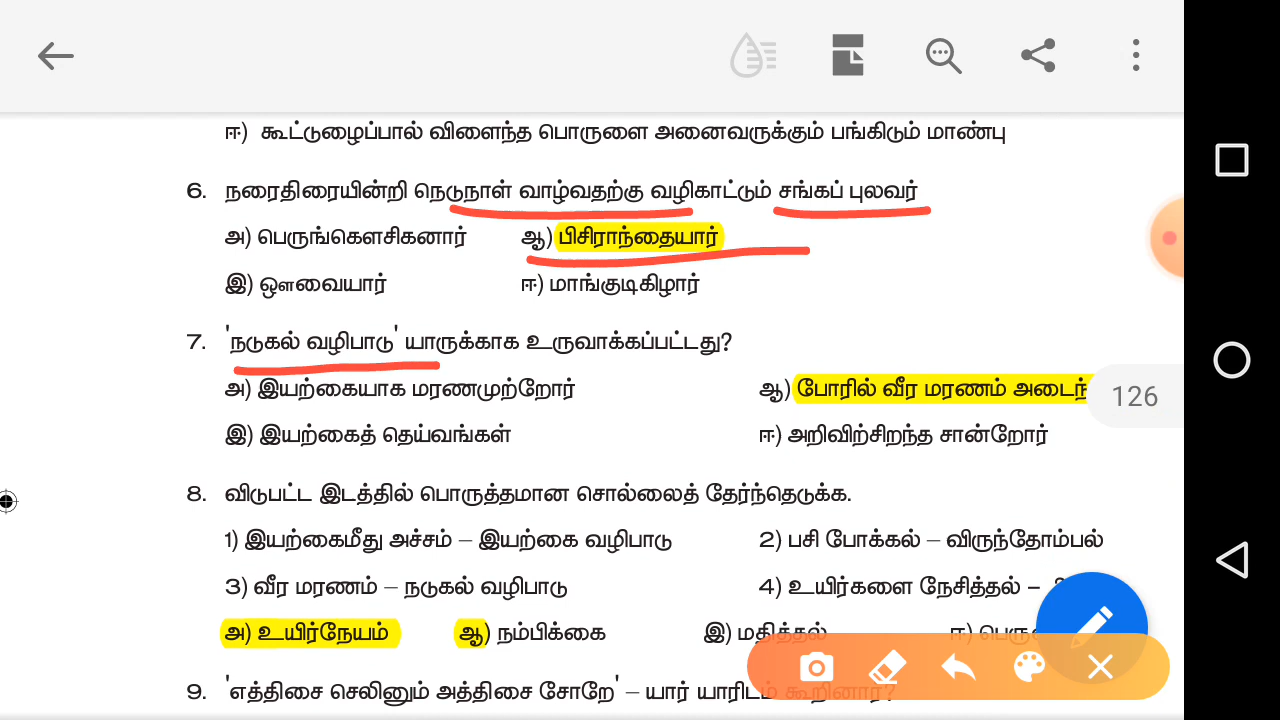 ஈ) கூட்டுழைப்பால் விளைந்த பொருளை அனைவருக்கும் பங்கிடும் மாண்பு
6. நரைதிரையின்றி நெடுநாள் வாழ்வதற்கு வழிகாட்டும் சங்கப் புலவர்
அ) பெருங்கௌசிகனார் ஆ) பிசிராந்தையார்
இ) ஔவையார் ஈ) மாங்குடிகிழார்
7. 'நடுகல் வழிபாடு' யாருக்காக உருவாக்கப்பட்டது?
அ) இயற்கையாக மரணமுற்றோர் ஆ) போரில் வீர மரணம்
126
இ) இயற்கைத் தெய்வங்கள் ஈ) அறிவிற்சிறந்த சான்றோர்
8. விடுபட்ட இடத்தில் பொருத்தமான சொல்லைத் தேர்ந்தெடுக்க.
1) இயற்கைமீது அச்சம் – இயற்கை வழிபாடு 2) பசி போக்கல் – விருந்தோம்பல்
3) வீர மரணம் – நடுகல் வழிபாடு 4) உயிர்களை நேசித்தல் –
அ) உயிர்நேயம் ஆ) நம்பிக்கை இ) மதித்தல் ஈ)
9. 'எத்திசை செலினும் அத்திசை சோறே' – யார் யாரிடம் கூறினார்?